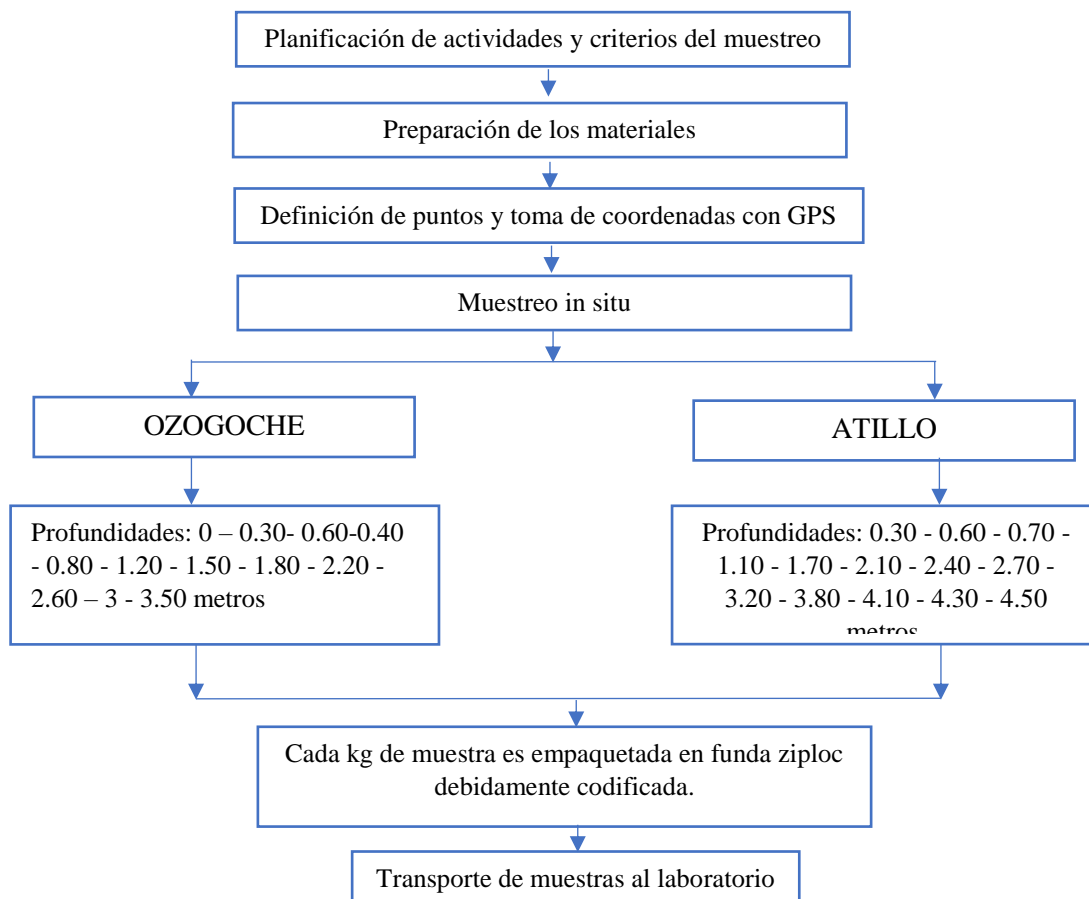 Planificación de actividades y criterios del muestreo
Preparación de los materiales
Definición de puntos y toma de coordenadas con GPS
Muestreo in situ
OZOGOCHE
ATILLO
Profundidades: 0 – 0.30- 0.60-0.40
- 0.80 - 1.20 - 1.50 - 1.80 - 2.20 -
2.60 – 3 - 3.50 metros
Profundidades: 0.30 - 0.60 - 0.70 -
1.10 - 1.70 - 2.10 - 2.40 - 2.70 -
3.20 - 3.80 - 4.10 - 4.30 - 4.50
metros
Cada kg de muestra es empaquetada en funda ziploc
debidamente codificada.
Transporte de muestras al laboratorio